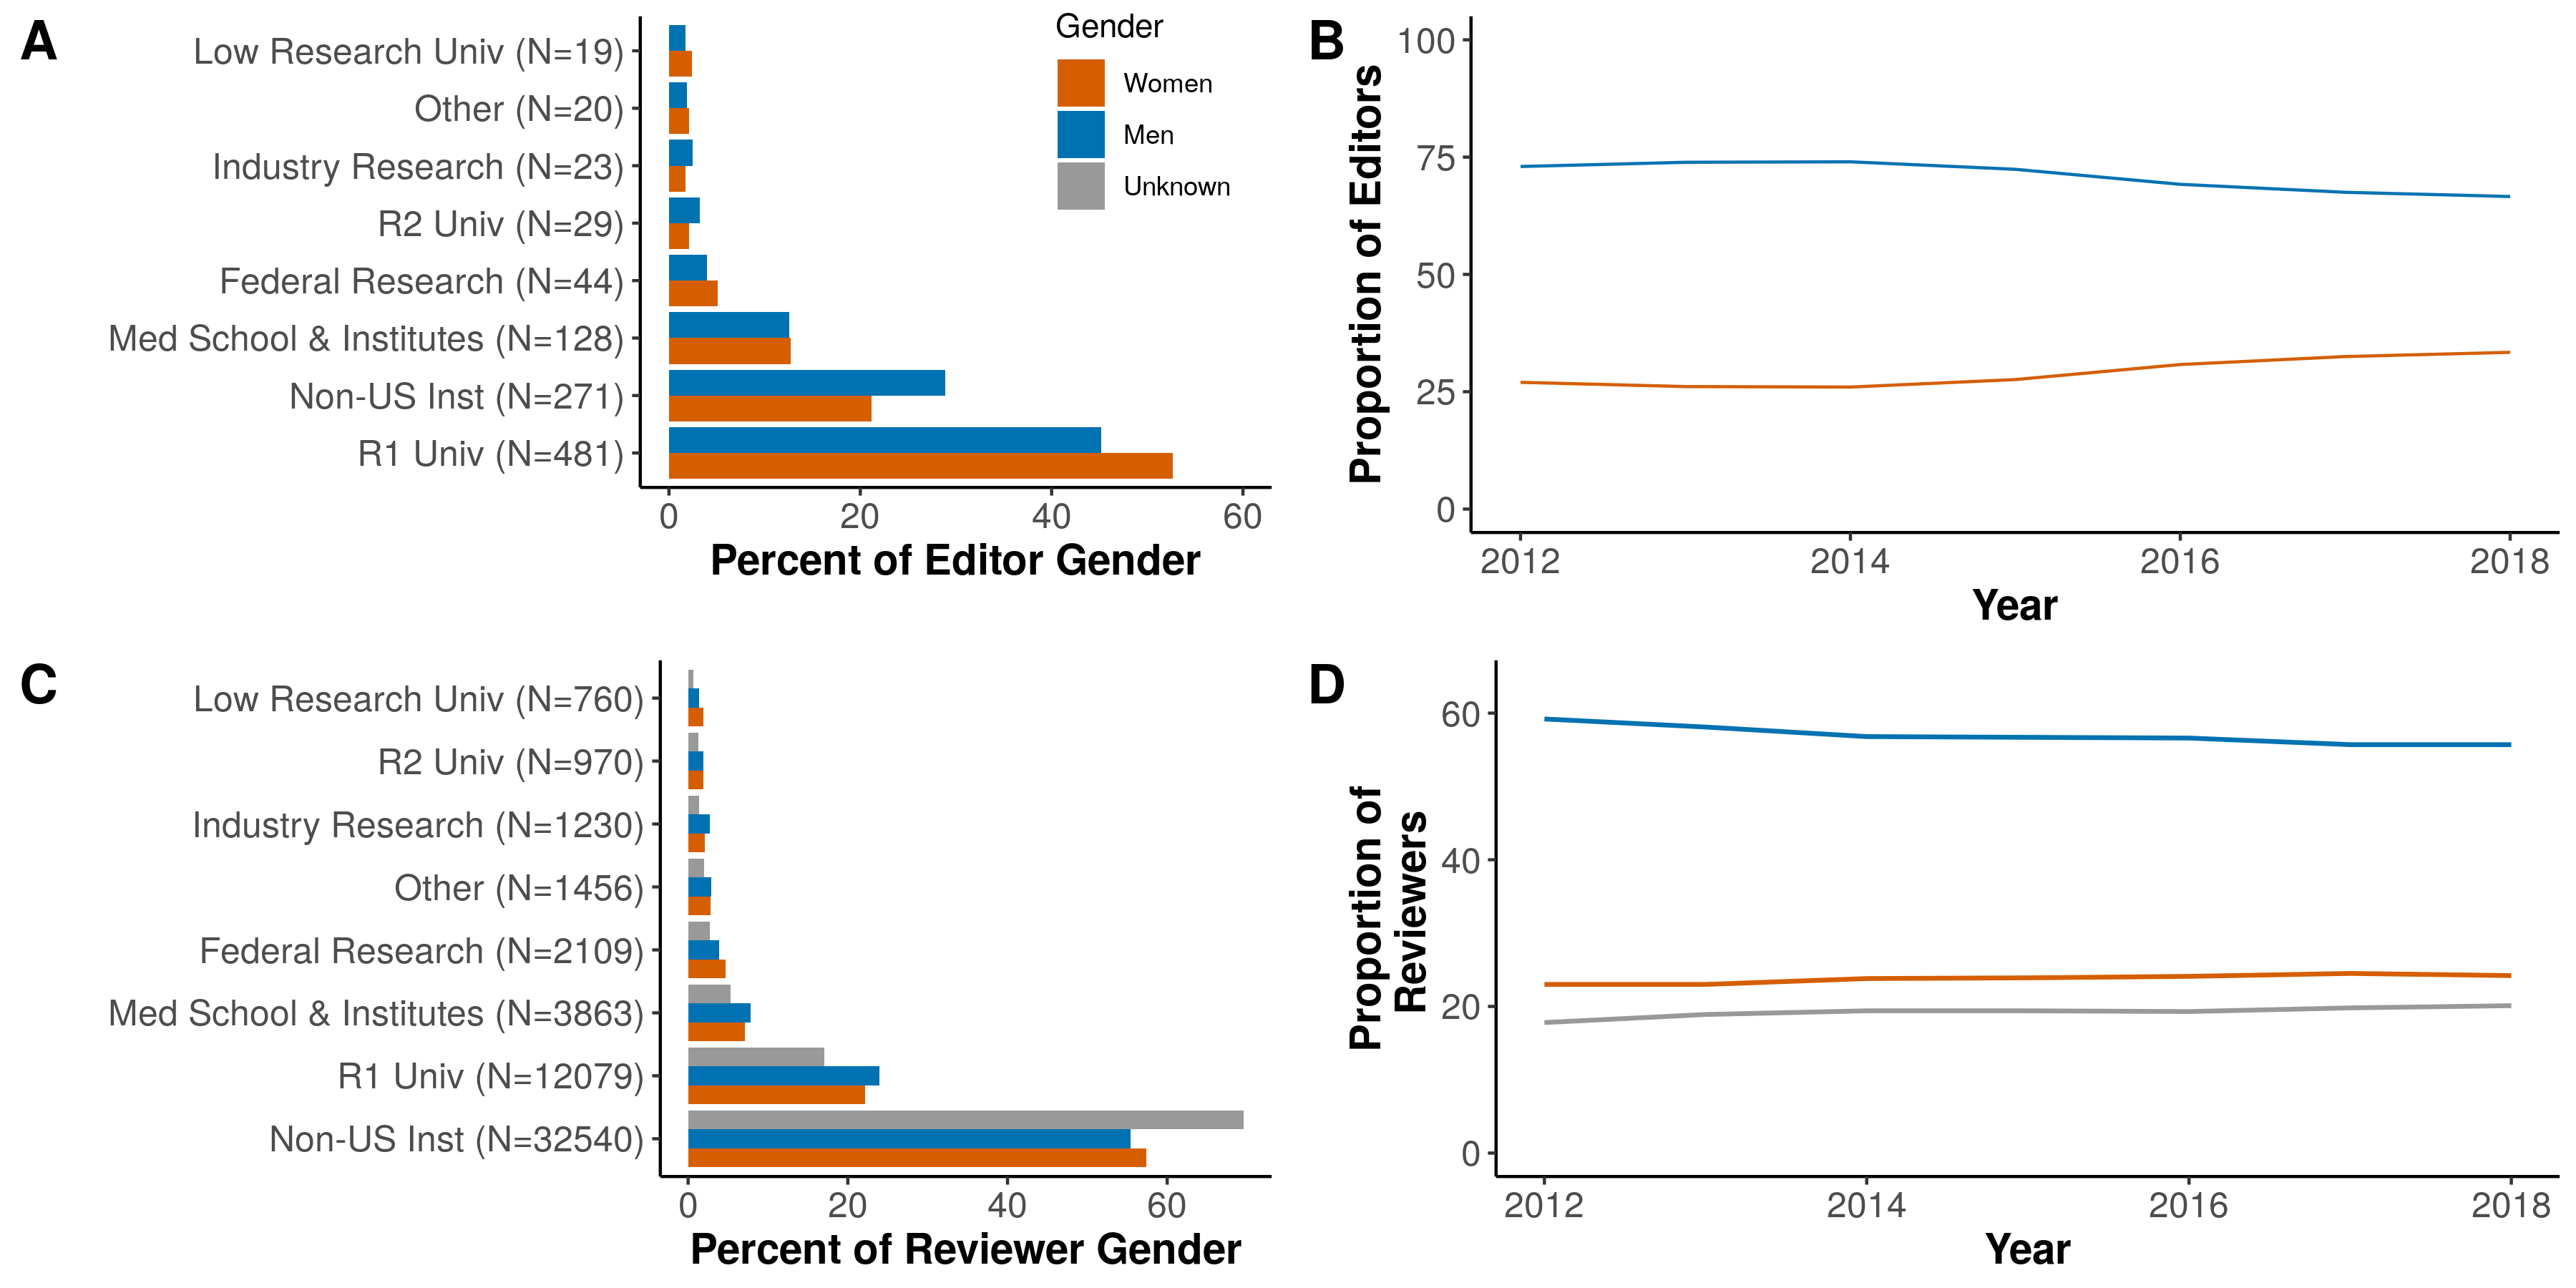 A
Low Research Univ (N=19)
Other (N=20)
Industry Research (N=23)
R2 Univ (N=29)
Federal Research (N=44)
Med School & Institutes (N=128)
Non-US Inst (N=271)
R1 Univ (N=481)
0 20 40 60
Percent of Editor Gender
Gender
Women
Men
Unknown
B
Proportion of Editors
100
75
50
25
0
2012 2014 2016 2018
Year
C
Low Research Univ (N=760)
R2 Univ (N=970)
Industry Research (N=1230)
Other (N=1456)
Federal Research (N=2109)
Med School & Institutes (N=3863)
R1 Univ (N=12079)
Non-US Inst (N=32540)
0 20 40 60
Percent of Reviewer Gender
D
Proportion of
Reviewers
60
40
20
0
2012 2014 2016 2018
Year